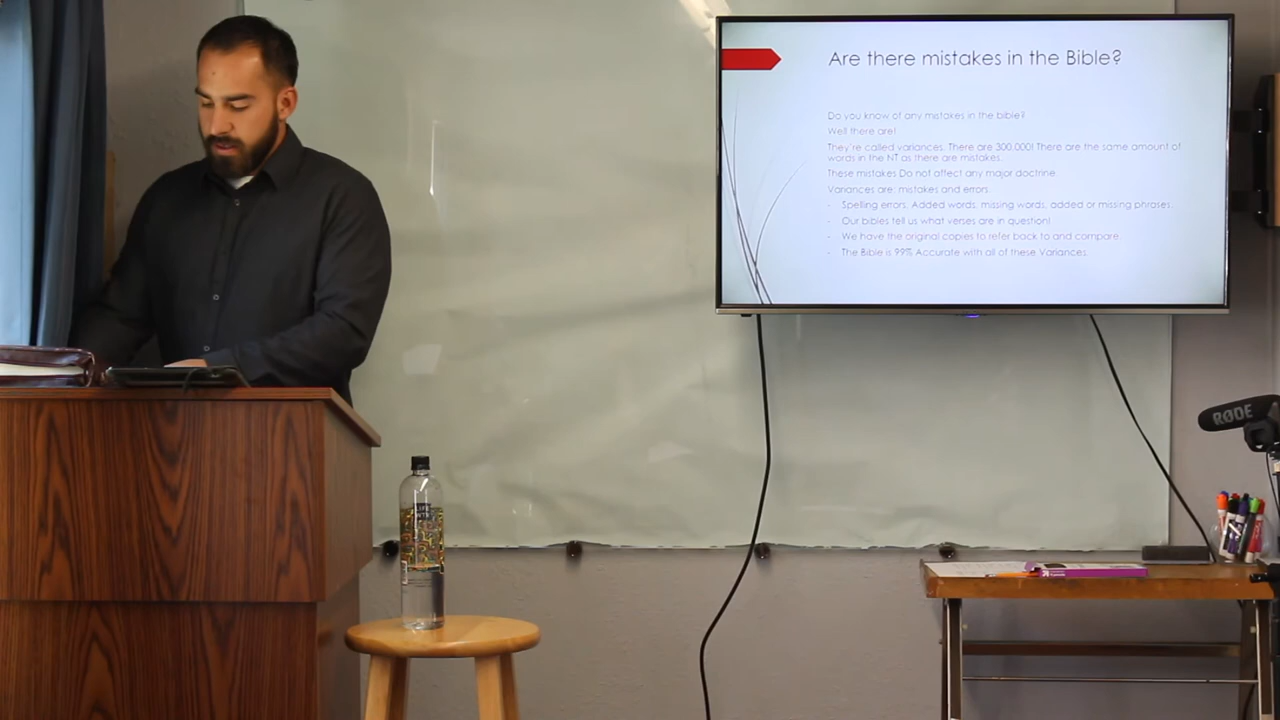 Are there mistakes in the Bible?
Do you know of any mistakes in the bible?
Well there are!
They're called variances. There are 300,000! There are the same amount of
words in the NT as there are mistakes.
These mistakes Do not affect any major doctrine
Variances are: mistakes and errors.
- Spelling errors. Added words, missing words, added or missing phrases.
- Our bibles tell us what verses are in question!
- We have the original copies to refer back to and compare.
- The Bible is 99% Accurate with all of these Variances.
RØDE